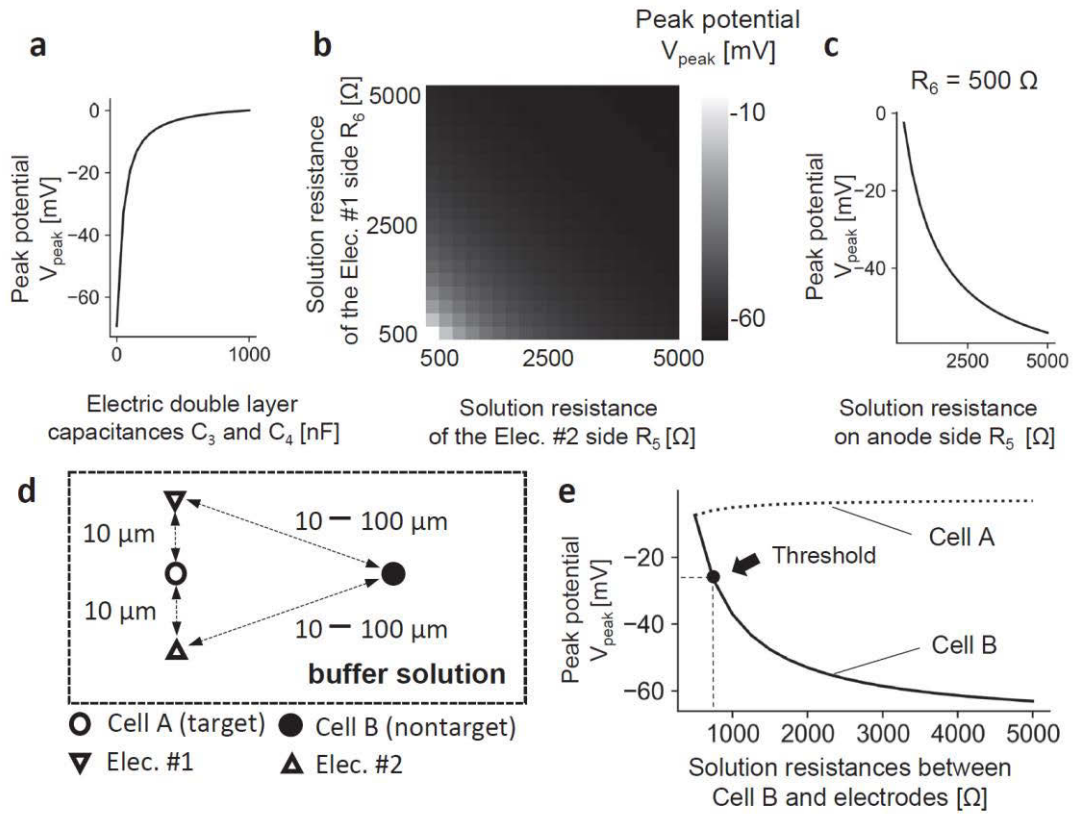 a
0
−20
−40
−60
Peak potential
V_peak [mV]
0
1000
Electric double layer
capacitances C₃ and C₄ [nF]
b
Peak potential
V_peak [mV]
Solution resistance
of the Elec. #1 side R₆ [Ω]
5000
2500
500
500
2500
5000
-10
-60
Solution resistance
of the Elec. #2 side R₅ [Ω]
c
R₆ = 500 Ω
0
−20
−40
Peak potential
V_peak [mV]
2500
5000
Solution resistance
on anode side R₅ [Ω]
d
10 μm
10 μm
10 — 100 μm
10 — 100 μm
buffer solution
Cell A (target)
Cell B (nontarget)
Elec. #1
Elec. #2
e
−20
−40
−60
Peak potential
V_peak [mV]
Cell A
Threshold
Cell B
1000
2000
3000
4000
5000
Solution resistances between
Cell B and electrodes [Ω]